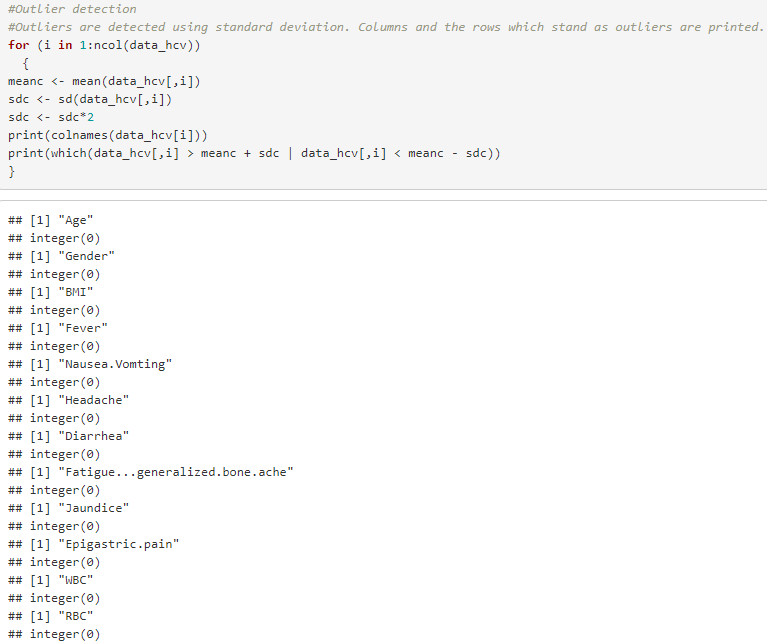 #Outlier detection
#Outliers are detected using standard deviation. Columns and the rows which stand as outliers are printed.
for (i in 1:ncol(data_hcv))
{
meanc <- mean(data_hcv[,i])
sdc <- sd(data_hcv[,i])
sdc <- sdc*2
print(colnames(data_hcv[i]))
print(which(data_hcv[,i] > meanc + sdc | data_hcv[,i] < meanc - sdc))
}
## [1] "Age"
## integer(0)
## [1] "Gender"
## integer(0)
## [1] "BMI"
## integer(0)
## [1] "Fever"
## integer(0)
## [1] "Nausea.Vomting"
## integer(0)
## [1] "Headache"
## integer(0)
## [1] "Diarrhea"
## integer(0)
## [1] "Fatigue...generalized.bone.ache"
## integer(0)
## [1] "Jaundice"
## integer(0)
## [1] "Epigastric.pain"
## integer(0)
## [1] "WBC"
## integer(0)
## [1] "RBC"
## integer(0)